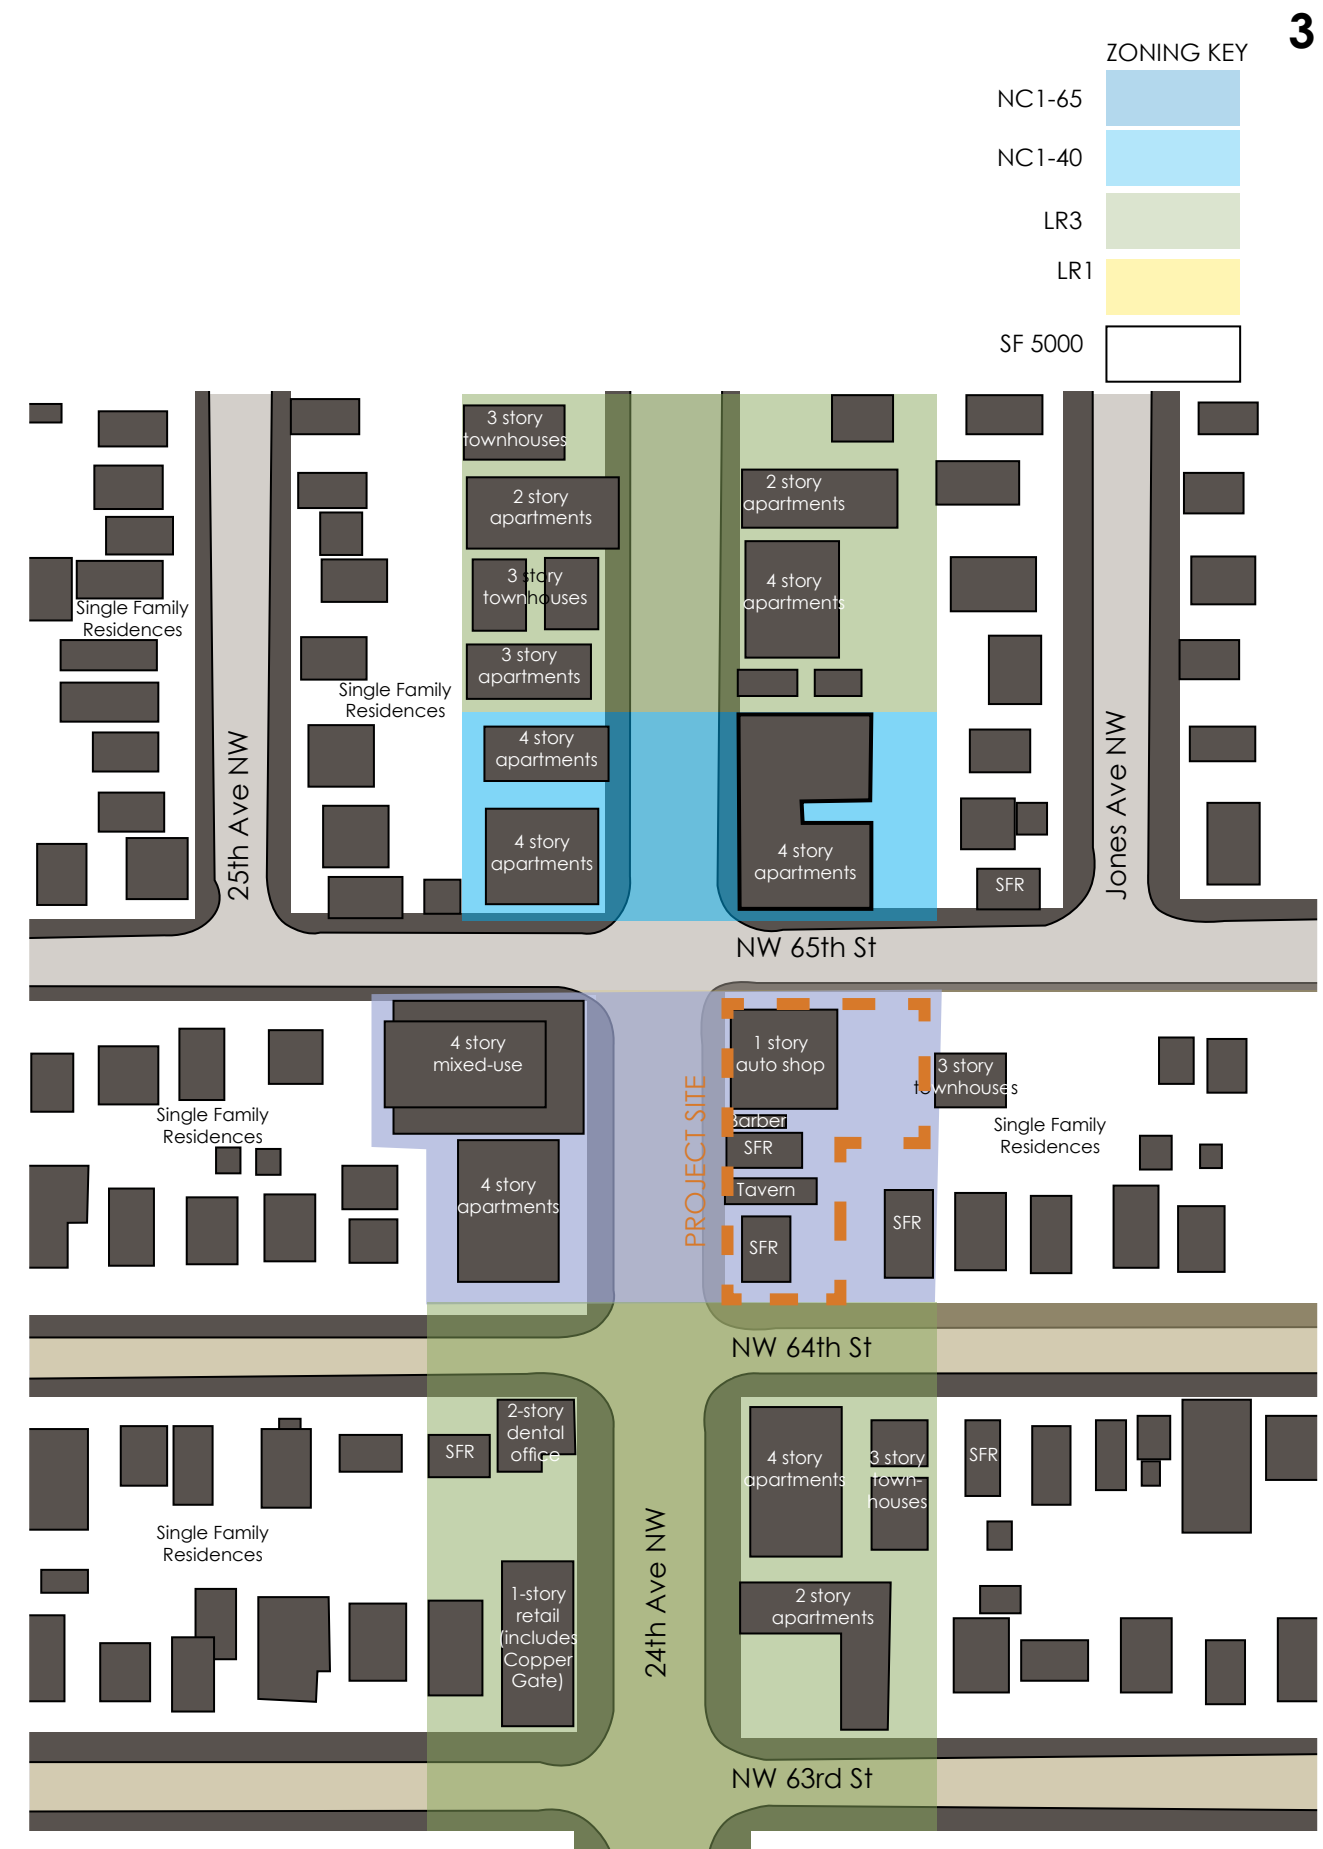 3
ZONING KEY
NC1-65
NC1-40
LR3
LR1
SF 5000
3 story
townhouses
2 story
apartments
2 story
apartments
3 story
townhouses
4 story
apartments
Single Family
Residences
3 story
apartments
Single Family
Residences
25th Ave NW
4 story
apartments
Jones Ave NW
4 story
apartments
4 story
apartments
SFR
NW 65th St
4 story
mixed-use
1 story
auto shop
3 story
townhouses
PROJECT SITE
Barber
Single Family
Residences
SFR
Single Family
Residences
4 story
apartments
Tavern
SFR
SFR
NW 64th St
2-story
dental
office
SFR
4 story
apartments
3 story
town-
houses
SFR
Single Family
Residences
24th Ave NW
1-story
retail
(includes
Copper
Gate)
2 story
apartments
NW 63rd St